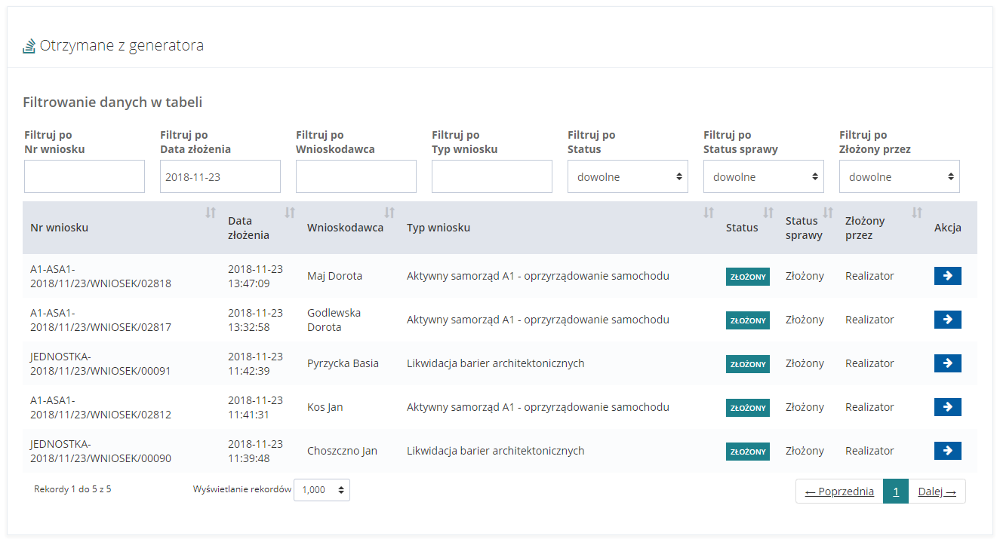 Otrzymane z generatora
Filtrowanie danych w tabeli
Filtruj po
Nr wniosku
Filtruj po
Data złożenia
Filtruj po
Wnioskodawca
Filtruj po
Typ wniosku
Filtruj po
Status
Filtruj po
Status sprawy
Filtruj po
Złożony przez
2018-11-23
dowolne
dowolne
dowolne
Nr wniosku
Data
złożenia
Wnioskodawca
Typ wniosku
Status
Status
sprawy
Złożony
przez
Akcja
A1-ASA1-
2018/11/23/WNIOSEK/02818
2018-11-23
13:47:09
Maj Dorota
Aktywny samorząd A1 - oprzyrządowanie samochodu
ZŁOŻONY
Złożony
Realizator
A1-ASA1-
2018/11/23/WNIOSEK/02817
2018-11-23
13:32:58
Godlewska
Dorota
Aktywny samorząd A1 - oprzyrządowanie samochodu
ZŁOŻONY
Złożony
Realizator
JEDNOSTKA-
2018/11/23/WNIOSEK/00091
2018-11-23
11:42:39
Pyrzycka Basia
Likwidacja barier architektonicznych
ZŁOŻONY
Złożony
Realizator
A1-ASA1-
2018/11/23/WNIOSEK/02812
2018-11-23
11:41:31
Kos Jan
Aktywny samorząd A1 - oprzyrządowanie samochodu
ZŁOŻONY
Złożony
Realizator
JEDNOSTKA-
2018/11/23/WNIOSEK/00090
2018-11-23
11:39:48
Choszczno Jan
Likwidacja barier architektonicznych
ZŁOŻONY
Złożony
Realizator
Rekordy 1 do 5 z 5
Wyświetlanie rekordów 1,000
← Poprzednia 1 Dalej →